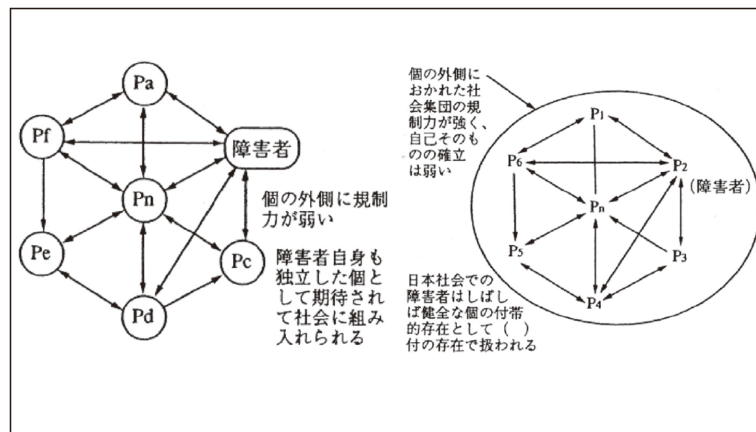 Pa
Pf
障害者
Pn
個の外側に規制
力が弱い
Pe
Pc
障害者自身も
独立した個と
して期待され
て社会に組み
入れられる
Pd
個の外側に
おかれた社
会集団の規
制力が強く、
自己そのも
のの確立
は弱い
P1
P6
P2
(障害者)
Pn
P5
P3
P4
日本社会での
障害者はしばし
ば健全な個の付帯
的存在として( )
付の存在で扱われる